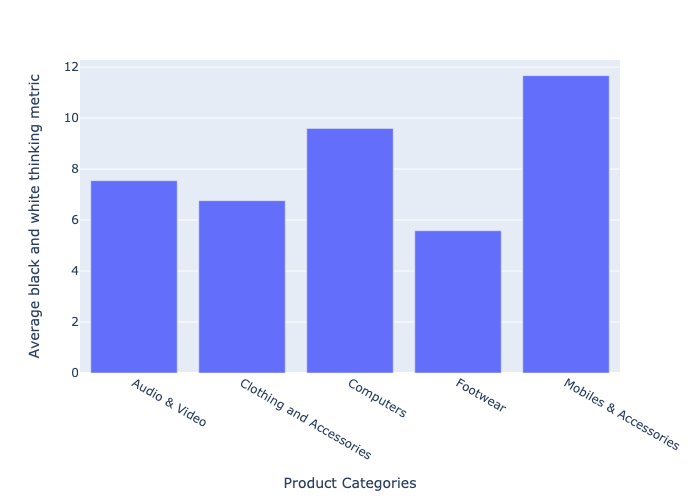 Average black and white thinking metric
12
10
8
6
4
2
0
Audio & Video
Clothing and Accessories
Computers
Footwear
Mobiles & Accessories
Product Categories